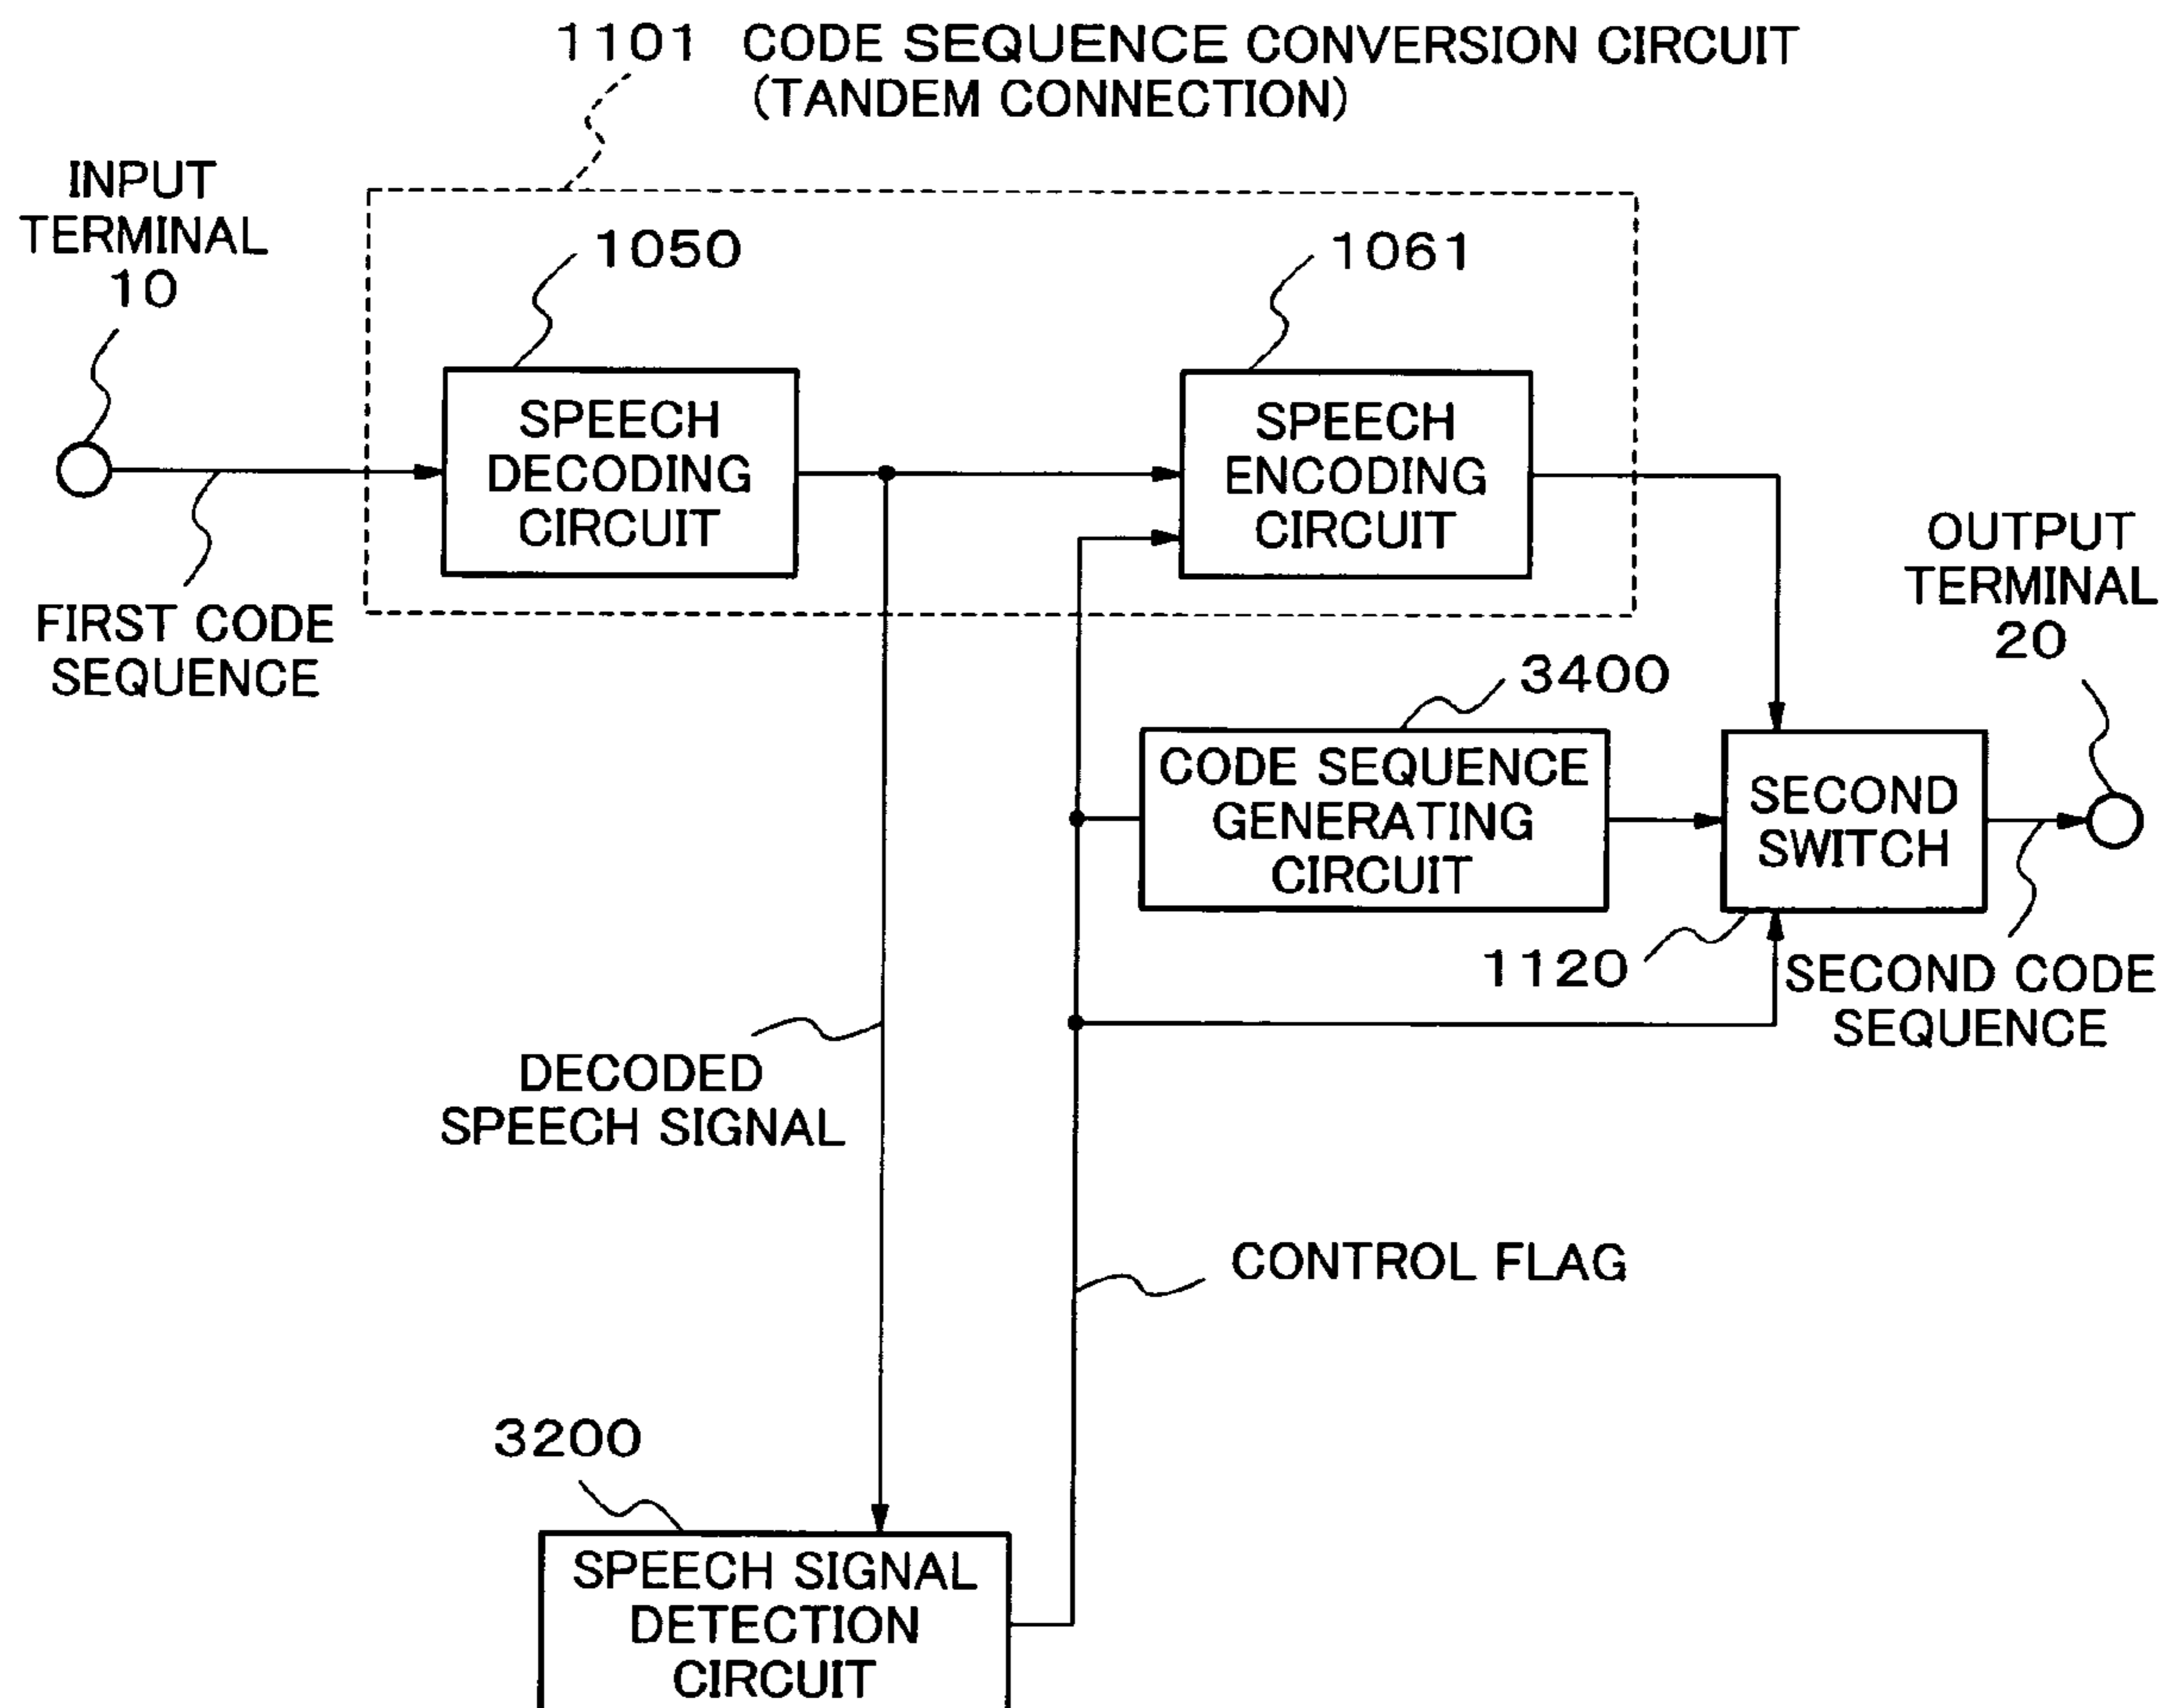 1101 CODE SEQUENCE CONVERSION CIRCUIT
(TANDEM CONNECTION)
INPUT
TERMINAL
10
1050
1061
SPEECH
DECODING
CIRCUIT
SPEECH
ENCODING
CIRCUIT
FIRST CODE
SEQUENCE
OUTPUT
TERMINAL
20
3400
CODE SEQUENCE
GENERATING
CIRCUIT
SECOND
SWITCH
1120
SECOND CODE
SEQUENCE
DECODED
SPEECH SIGNAL
CONTROL FLAG
3200
SPEECH SIGNAL
DETECTION
CIRCUIT